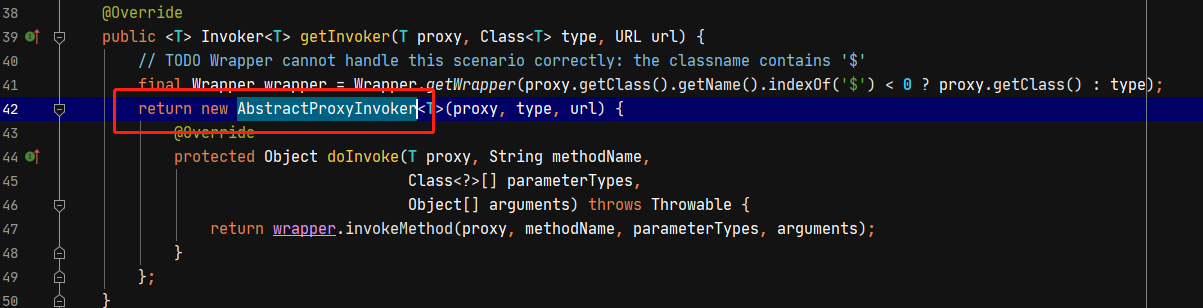 38 @Override
39 public <T> Invoker<T> getInvoker(T proxy, Class<T> type, URL url) {
40 // TODO Wrapper cannot handle this scenario correctly: the classname contains '$'
41 final Wrapper wrapper = Wrapper.getWrapper(proxy.getClass().getName().indexOf('$') < 0 ? proxy.getClass() : type);
42 return new AbstractProxyInvoker<T>(proxy, type, url) {
43 @Override
44 protected Object doInvoke(T proxy, String methodName,
45 Class<?>[] parameterTypes,
46 Object[] arguments) throws Throwable {
47 return wrapper.invokeMethod(proxy, methodName, parameterTypes, arguments);
48 }
49 };
50 }